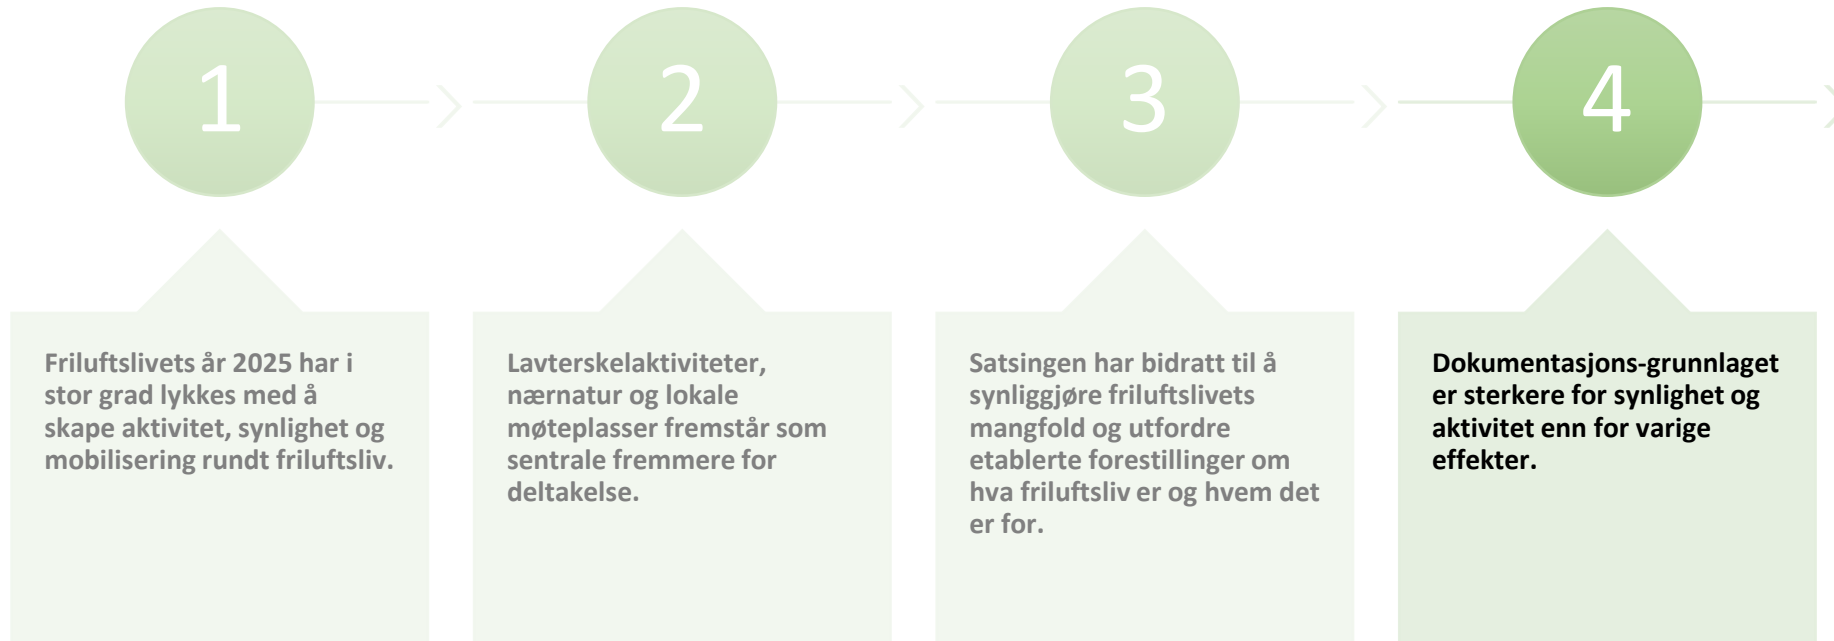 1
2
3
4
Friluftslivets år 2025 har i
stor grad lykkes med å
skape aktivitet, synlighet og
mobilisering rundt friluftsliv.
Lavterskelaktiviteter,
nærnatur og lokale
møteplasser fremstår som
sentrale fremmere for
deltakelse.
Satsingen har bidratt til å
synliggjøre friluftslivets
mangfold og utfordre
etablerte forestillinger om
hva friluftsliv er og hvem det
er for.
Dokumentasjons-grunnlaget
er sterkere for synlighet og
aktivitet enn for varige
effekter.